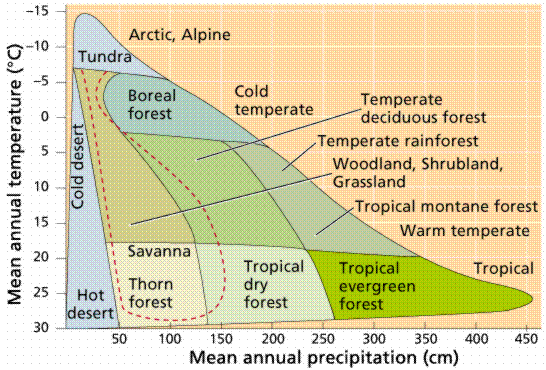 −15
−10
−5
0
5
10
15
20
25
30
Mean annual temperature (°C)
Arctic, Alpine
Tundra
Boreal
forest
Cold
temperate
Temperate
deciduous forest
Temperate rainforest
Woodland, Shrubland,
Grassland
Tropical montane forest
Warm temperate
Cold desert
Savanna
Thorn
forest
Tropical
dry
forest
Tropical
evergreen
forest
Tropical
Hot
desert
50
100
150
200
250
300
350
400
450
Mean annual precipitation (cm)